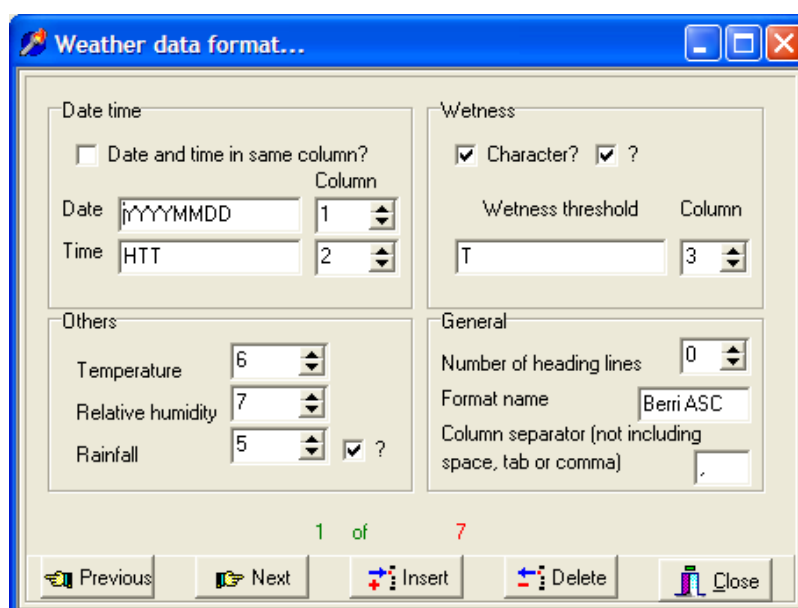 Weather data format...
Date time
Date and time in same column?
Column
Date YYYYMMDD 1
Time HTT 2
Wetness
Character? ?
Wetness threshold Column
T 3
Others
Temperature 6
Relative humidity 7
Rainfall 5 ?
General
Number of heading lines 0
Format name Berri ASC
Column separator (not including
space, tab or comma) ,
1 of 7
Previous Next Insert Delete Close